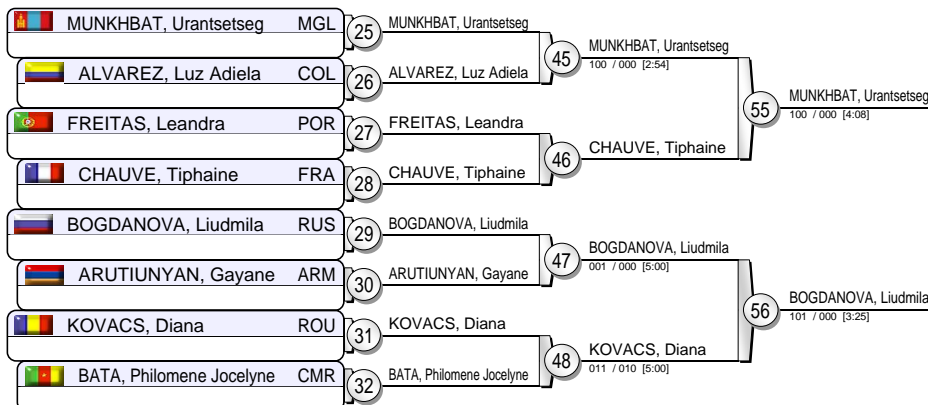 MUNKHBAT, Urantsetseg MGL
25
MUNKHBAT, Urantsetseg
ALVAREZ, Luz Adiela COL
26
ALVAREZ, Luz Adiela
45
MUNKHBAT, Urantsetseg
100 / 000 [2:54]
FREITAS, Leandra POR
27
FREITAS, Leandra
CHAUVE, Tiphaine FRA
28
CHAUVE, Tiphaine
46
CHAUVE, Tiphaine
55
MUNKHBAT, Urantsetseg
100 / 000 [4:08]
BOGDANOVA, Liudmila RUS
29
BOGDANOVA, Liudmila
ARUTIUNYAN, Gayane ARM
30
ARUTIUNYAN, Gayane
47
BOGDANOVA, Liudmila
001 / 000 [5:00]
KOVACS, Diana ROU
31
KOVACS, Diana
BATA, Philomene Jocelyne CMR
32
BATA, Philomene Jocelyne
48
KOVACS, Diana
011 / 010 [5:00]
56
BOGDANOVA, Liudmila
101 / 000 [3:25]